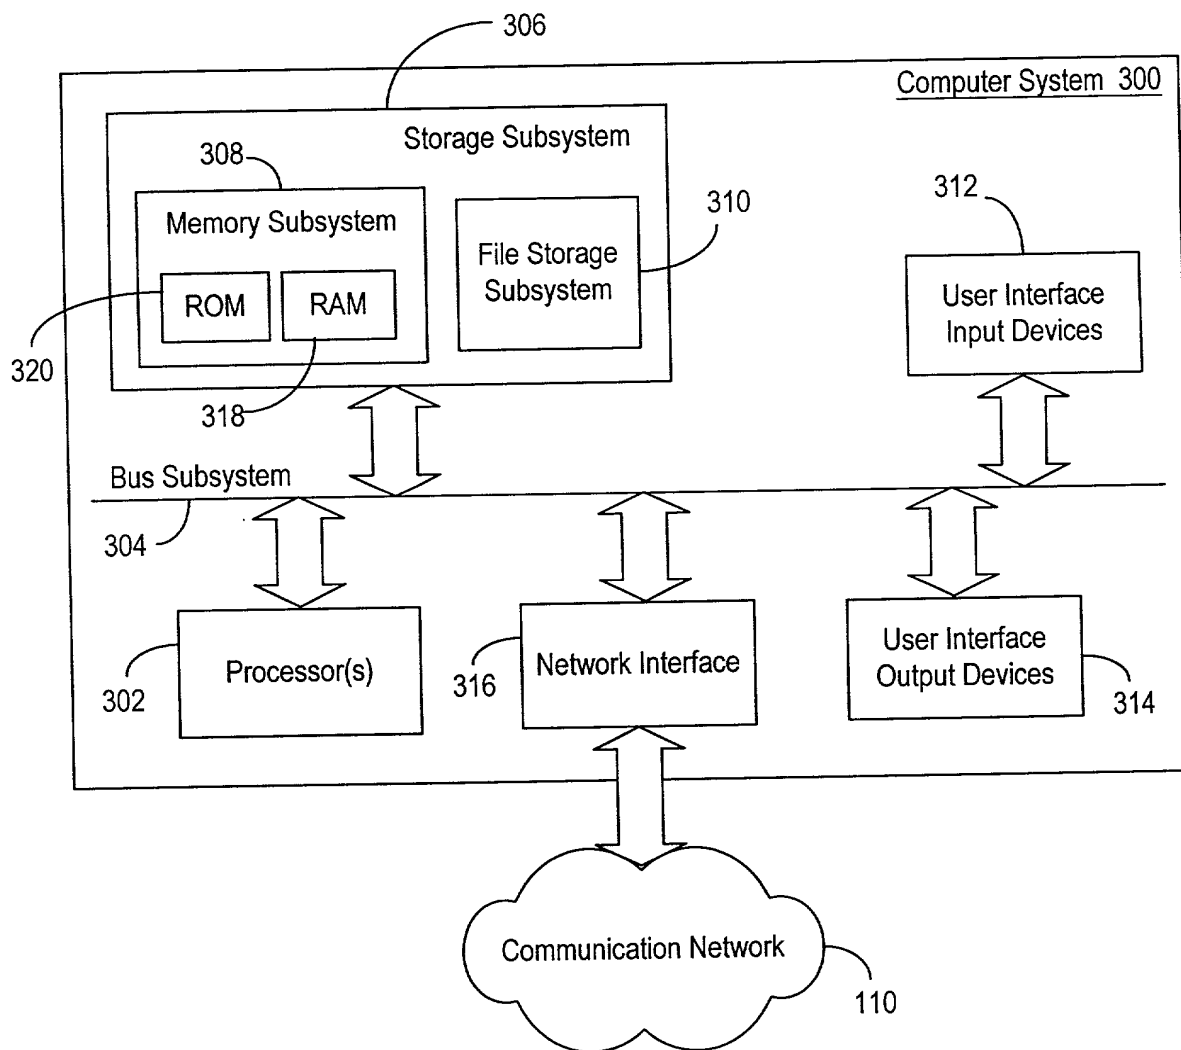 306
Computer System 300
Storage Subsystem
308
Memory Subsystem
310
312
File Storage
Subsystem
User Interface
Input Devices
ROM
RAM
320
318
Bus Subsystem
304
Processor(s)
302
Network Interface
316
User Interface
Output Devices
314
Communication Network
110